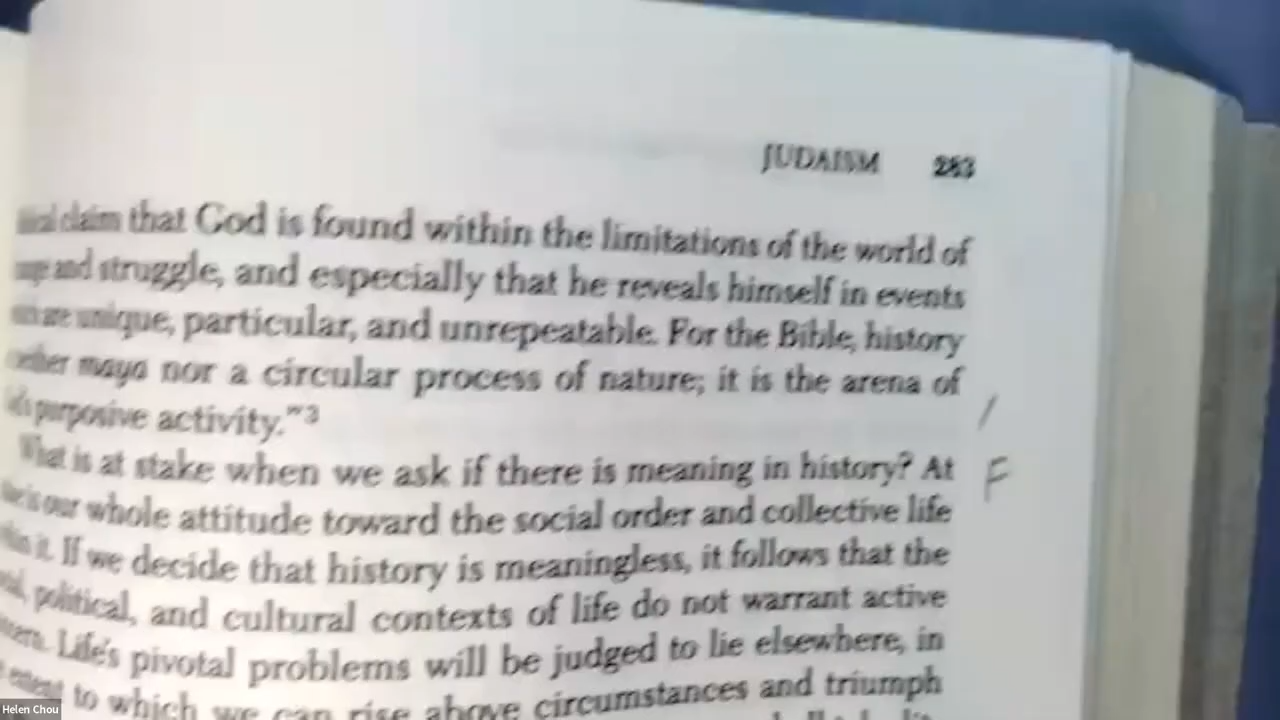 JUDAISM 283
claim that God is found within the limitations of the world of
and struggle, and especially that he reveals himself in events
are unique, particular, and unrepeatable. For the Bible, history
maya nor a circular process of nature; it is the arena of
purposive activity."3
What is at stake when we ask if there is meaning in history? At
is our whole attitude toward the social order and collective life
it. If we decide that history is meaningless, it follows that the
political, and cultural contexts of life do not warrant active
Life's pivotal problems will be judged to lie elsewhere, in
extent to which we can rise above circumstances and triumph
F
Helen Chou